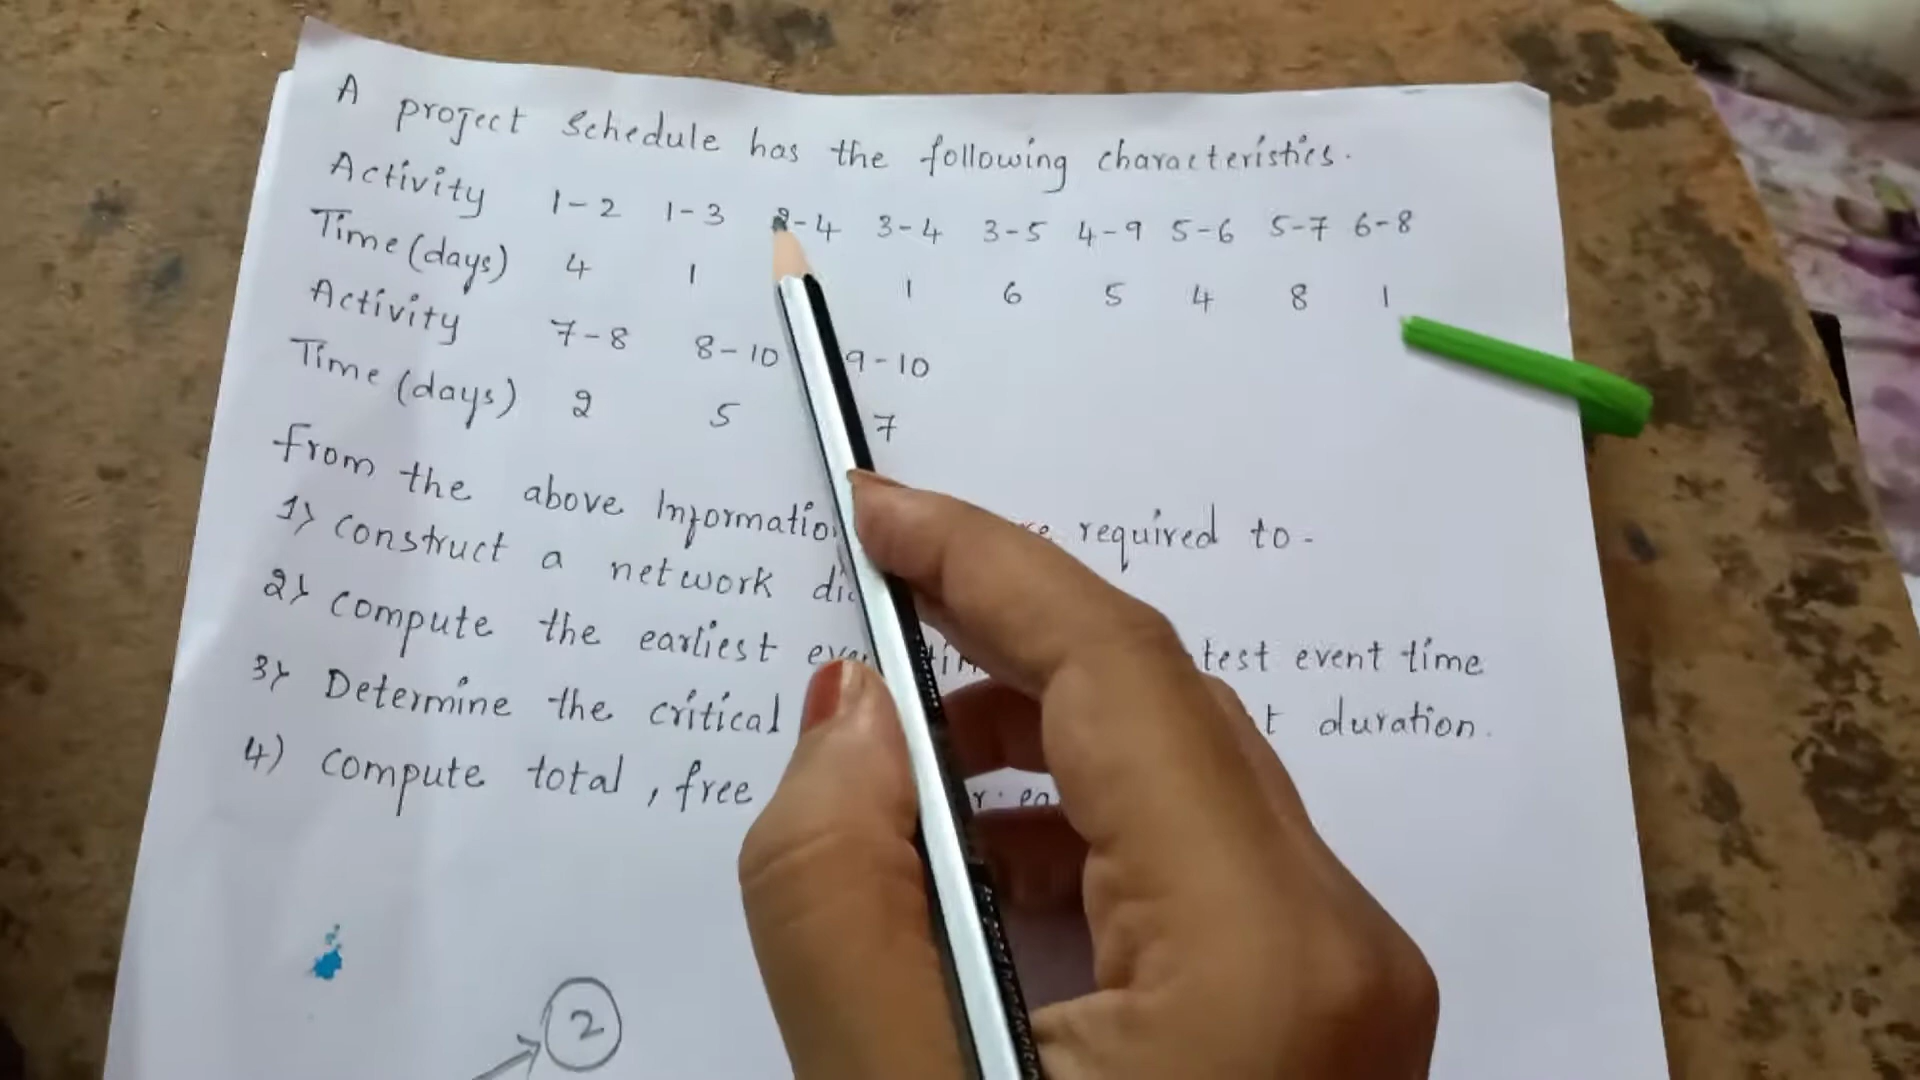 A project Schedule has the following characteristics.
Activity 1-2 1-3 2-4 3-4 3-5 4-9 5-6 5-7 6-8
Time (days) 4 1 1 6 5 4 8 1
Activity 7-8 8-10 9-10
Time (days) 2 5 7
From the above Information required to-
1) construct a network
2) compute the earliest event time
3) Determine the critical duration.
4) compute total, free
2